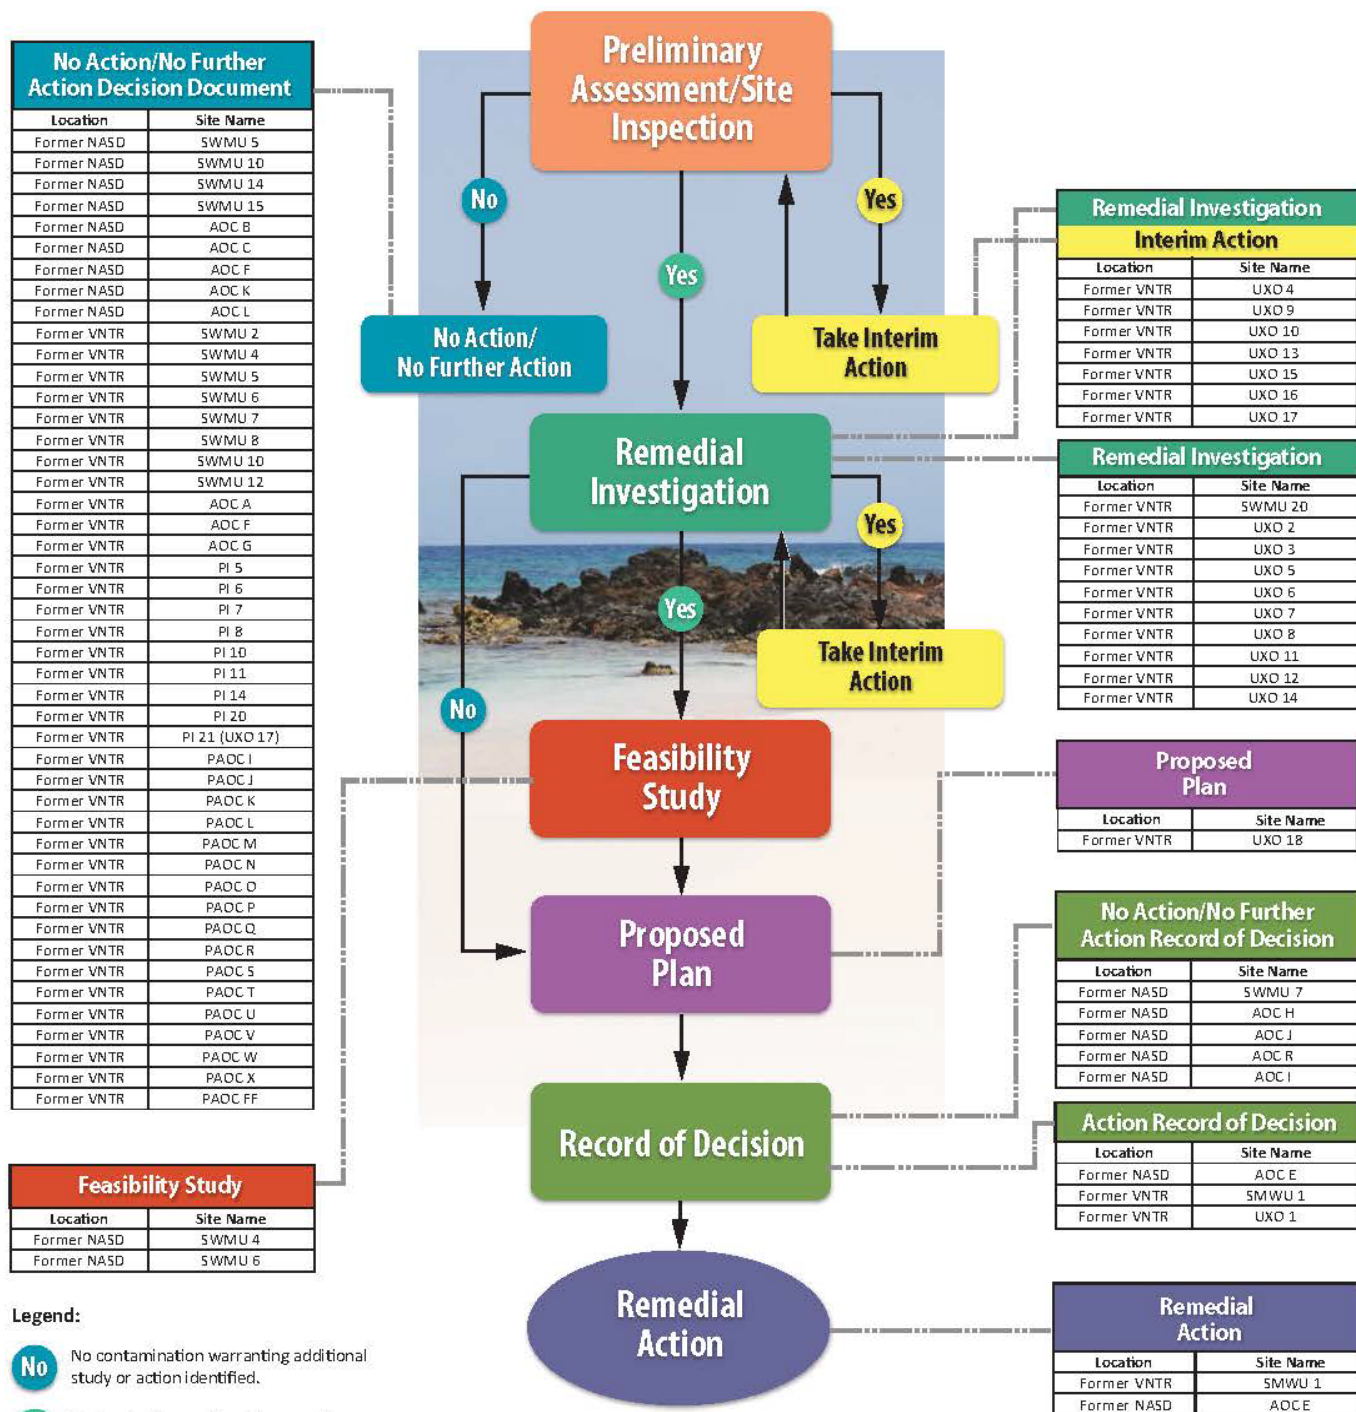 No Action/No Further
Action Decision Document
Location Site Name
Former NASD SWMU 5
Former NASD SWMU 10
Former NASD SWMU 14
Former NASD SWMU 15
Former NASD AOC B
Former NASD AOC C
Former NASD AOC F
Former NASD AOC K
Former NASD AOC L
Former VNTR SWMU 2
Former VNTR SWMU 4
Former VNTR SWMU 5
Former VNTR SWMU 6
Former VNTR SWMU 7
Former VNTR SWMU 8
Former VNTR SWMU 10
Former VNTR SWMU 12
Former VNTR AOC A
Former VNTR AOC F
Former VNTR AOC G
Former VNTR PI 5
Former VNTR PI 6
Former VNTR PI 7
Former VNTR PI 8
Former VNTR PI 10
Former VNTR PI 11
Former VNTR PI 14
Former VNTR PI 20
Former VNTR PI 21 (UXO 17)
Former VNTR PAOC I
Former VNTR PAOC J
Former VNTR PAOC K
Former VNTR PAOC L
Former VNTR PAOC M
Former VNTR PAOC N
Former VNTR PAOC O
Former VNTR PAOC P
Former VNTR PAOC Q
Former VNTR PAOC R
Former VNTR PAOC S
Former VNTR PAOC T
Former VNTR PAOC U
Former VNTR PAOC V
Former VNTR PAOC W
Former VNTR PAOC X
Former VNTR PAOC FF
Feasibility Study
Location Site Name
Former NASD SWMU 4
Former NASD SWMU 6
Legend:
No
No contamination warranting additional
study or action identified.
Preliminary
Assessment/Site
Inspection
No
Yes
Yes
No Action/
No Further Action
Take Interim
Action
Remedial
Investigation
Yes
Yes
Take Interim
Action
No
Feasibility
Study
Proposed
Plan
Record of Decision
Remedial
Action
Remedial Investigation
Interim Action
Location Site Name
Former VNTR UXO 4
Former VNTR UXO 9
Former VNTR UXO 10
Former VNTR UXO 13
Former VNTR UXO 15
Former VNTR UXO 16
Former VNTR UXO 17
Remedial Investigation
Location Site Name
Former VNTR SWMU 20
Former VNTR UXO 2
Former VNTR UXO 3
Former VNTR UXO 5
Former VNTR UXO 6
Former VNTR UXO 7
Former VNTR UXO 8
Former VNTR UXO 11
Former VNTR UXO 12
Former VNTR UXO 14
Proposed
Plan
Location Site Name
Former VNTR UXO 18
No Action/No Further
Action Record of Decision
Location Site Name
Former NASD SWMU 7
Former NASD AOC H
Former NASD AOC J
Former NASD AOC R
Former NASD AOC I
Action Record of Decision
Location Site Name
Former NASD AOC E
Former VNTR SMWU 1
Former VNTR UXO 1
Remedial
Action
Location Site Name
Former VNTR SMWU 1
Former NASD AOC E